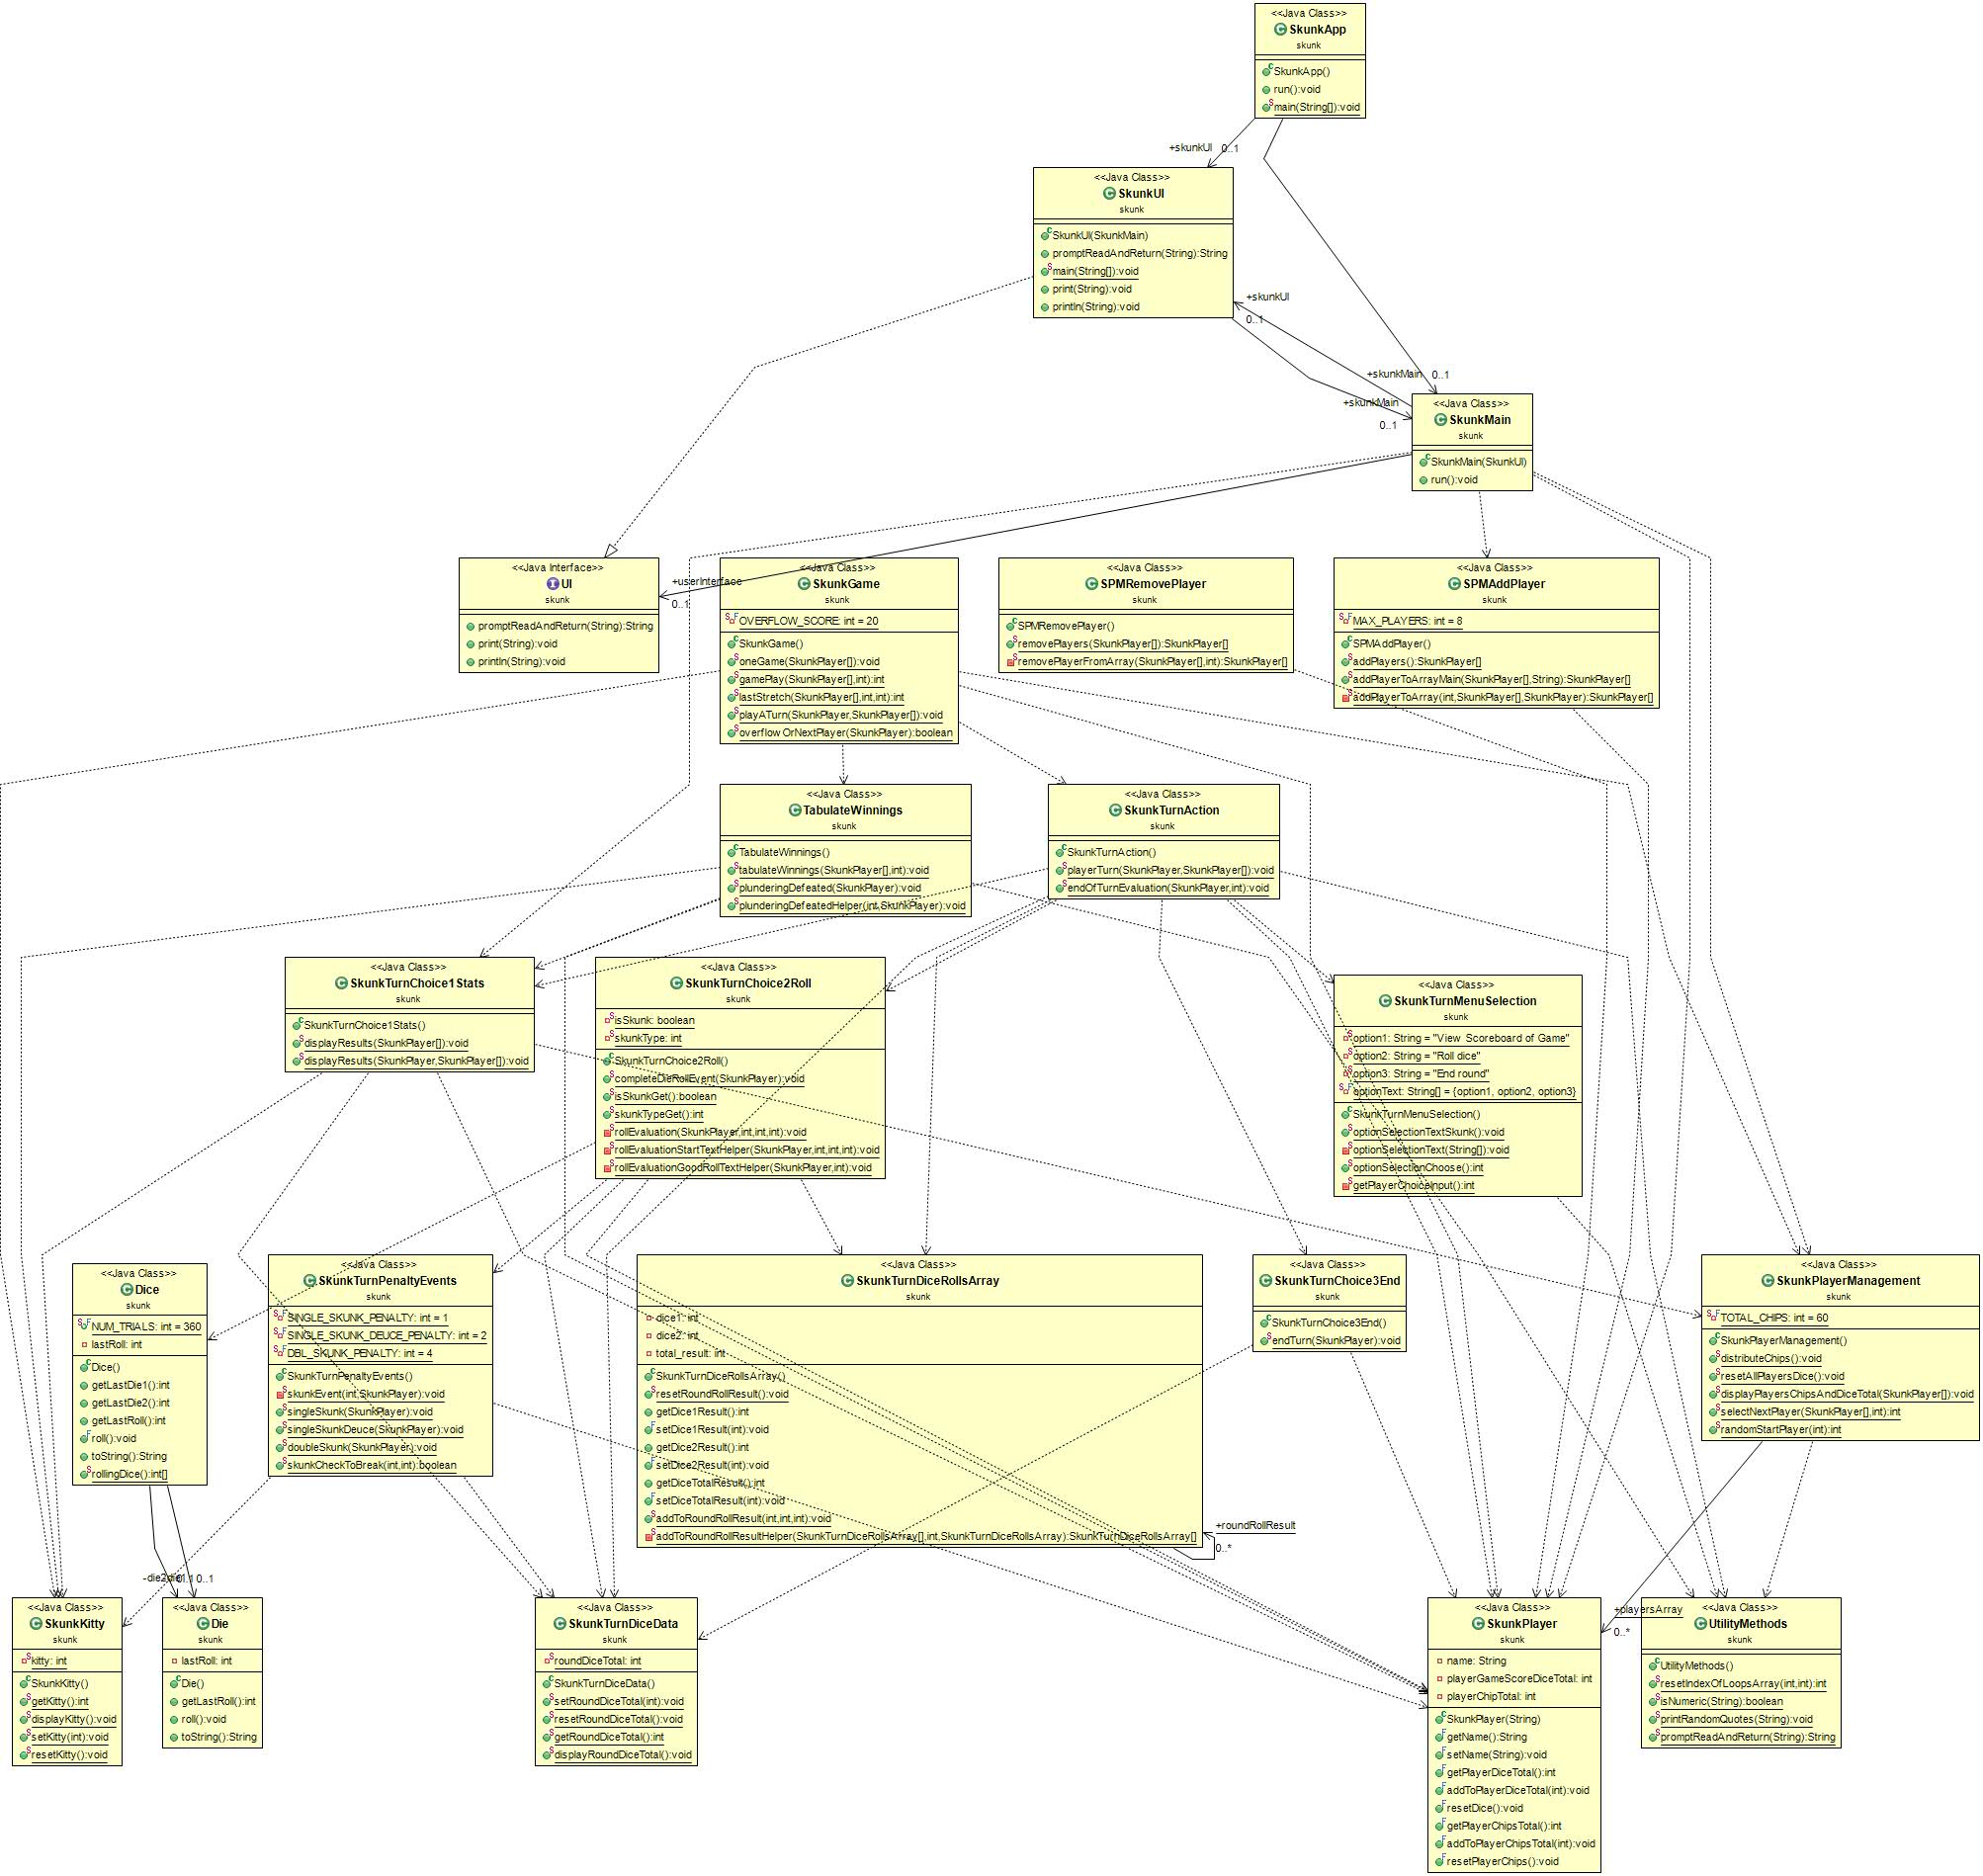 <<Java Class>>
SkunkApp
skunk
SkunkApp()
run():void
main(String[]):void
+skunkUI 0..1
<<Java Class>>
SkunkUI
skunk
SkunkUI(SkunkMain)
promptReadAndReturn(String):String
main(String[]):void
print(String):void
println(String):void
+skunkUI
0..1
+skunkMain 0..1
+skunkMain
0..1
<<Java Class>>
SkunkMain
skunk
SkunkMain(SkunkUI)
run():void
<<Java Interface>>
UI
skunk
promptReadAndReturn(String):String
print(String):void
println(String):void
+userInterface
0..1
<<Java Class>>
SkunkGame
skunk
OVERFLOW_SCORE: int = 20
SkunkGame()
oneGame(SkunkPlayer[]):void
gamePlay(SkunkPlayer[],int):int
lastStretch(SkunkPlayer[],int,int):int
playATurn(SkunkPlayer,SkunkPlayer[]):void
overflowOrNextPlayer(SkunkPlayer):boolean
<<Java Class>>
SPMRemovePlayer
skunk
SPMRemovePlayer()
removePlayers(SkunkPlayer[]):SkunkPlayer[]
removePlayerFromArray(SkunkPlayer[],int):SkunkPlayer[]
<<Java Class>>
SPMAddPlayer
skunk
MAX_PLAYERS: int = 8
SPMAddPlayer()
addPlayers():SkunkPlayer[]
addPlayerToArrayMain(SkunkPlayer[],String):SkunkPlayer[]
addPlayerToArray(int,SkunkPlayer[],SkunkPlayer):SkunkPlayer[]
<<Java Class>>
TabulateWinnings
skunk
TabulateWinnings()
tabulateWinnings(SkunkPlayer[],int):void
plunderingDefeated(SkunkPlayer):void
plunderingDefeatedHelper(int,SkunkPlayer):void
<<Java Class>>
SkunkTurnAction
skunk
SkunkTurnAction()
playerTurn(SkunkPlayer,SkunkPlayer[]):void
endOfTurnEvaluation(SkunkPlayer,int):void
<<Java Class>>
SkunkTurnChoice1Stats
skunk
SkunkTurnChoice1Stats()
displayResults(SkunkPlayer[]):void
displayResults(SkunkPlayer,SkunkPlayer[]):void
<<Java Class>>
SkunkTurnChoice2Roll
skunk
isSkunk: boolean
skunkType: int
SkunkTurnChoice2Roll()
completeDieRollEvent(SkunkPlayer):void
isSkunkGet():boolean
skunkTypeGet():int
rollEvaluation(SkunkPlayer,int,int,int):void
rollEvaluationStartTextHelper(SkunkPlayer,int,int,int):void
rollEvaluationGoodRollTextHelper(SkunkPlayer,int):void
<<Java Class>>
SkunkTurnMenuSelection
skunk
option1: String = "View Scoreboard of Game"
option2: String = "Roll dice"
option3: String = "End round"
optionText: String[] = {option1, option2, option3}
SkunkTurnMenuSelection()
optionSelectionTextSkunk():void
optionSelectionText(String[]):void
optionSelectionChoose():int
getPlayerChoiceInput():int
<<Java Class>>
Dice
skunk
NUM_TRIALS: int = 360
lastRoll: int
Dice()
getLastDie1():int
getLastDie2():int
getLastRoll():int
roll():void
toString():String
rollingDice():int[]
<<Java Class>>
SkunkTurnPenaltyEvents
skunk
SINGLE_SKUNK_PENALTY: int = 1
SINGLE_SKUNK_DEUCE_PENALTY: int = 2
DBL_SKUNK_PENALTY: int = 4
SkunkTurnPenaltyEvents()
skunkEvent(int,SkunkPlayer):void
singleSkunk(SkunkPlayer):void
singleSkunkDeuce(SkunkPlayer):void
doubleSkunk(SkunkPlayer):void
skunkCheckToBreak(int,int):boolean
<<Java Class>>
SkunkTurnDiceRollsArray
skunk
dice1: int
dice2: int
total_result: int
SkunkTurnDiceRollsArray()
resetRoundRollResult():void
getDice1Result():int
setDice1Result(int):void
getDice2Result():int
setDice2Result(int):void
getDiceTotalResult():int
setDiceTotalResult(int):void
addToRoundRollResult(int,int,int):void
addToRoundRollResultHelper(SkunkTurnDiceRollsArray[],int,SkunkTurnDiceRollsArray):SkunkTurnDiceRollsArray[]
+roundRollResult
0..*
<<Java Class>>
SkunkTurnChoice3End
skunk
SkunkTurnChoice3End()
endTurn(SkunkPlayer):void
<<Java Class>>
SkunkPlayerManagement
skunk
TOTAL_CHIPS: int = 60
SkunkPlayerManagement()
distributeChips():void
resetAllPlayersDice():void
displayPlayersChipsAndDiceTotal(SkunkPlayer[]):void
selectNextPlayer(SkunkPlayer[],int):int
randomStartPlayer(int):int
-die2 0..1
<<Java Class>>
SkunkKitty
skunk
kitty: int
SkunkKitty()
getKitty():int
displayKitty():void
setKitty(int):void
resetKitty():void
<<Java Class>>
Die
skunk
lastRoll: int
Die()
getLastRoll():int
roll():void
toString():String
<<Java Class>>
SkunkTurnDiceData
skunk
roundDiceTotal: int
SkunkTurnDiceData()
setRoundDiceTotal(int):void
resetRoundDiceTotal():void
getRoundDiceTotal():int
displayRoundDiceTotal():void
<<Java Class>>
SkunkPlayer
skunk
name: String
playerGameScoreDiceTotal: int
playerChipTotal: int
SkunkPlayer(String)
getName():String
setName(String):void
getPlayerDiceTotal():int
addToPlayerDiceTotal(int):void
resetDice():void
getPlayerChipsTotal():int
addToPlayerChipsTotal(int):void
resetPlayerChips():void
+playersArray
0..*
<<Java Class>>
UtilityMethods
skunk
UtilityMethods()
resetIndexOfLoopsArray(int,int):int
isNumeric(String):boolean
printRandomQuotes(String):void
promptReadAndReturn(String):String